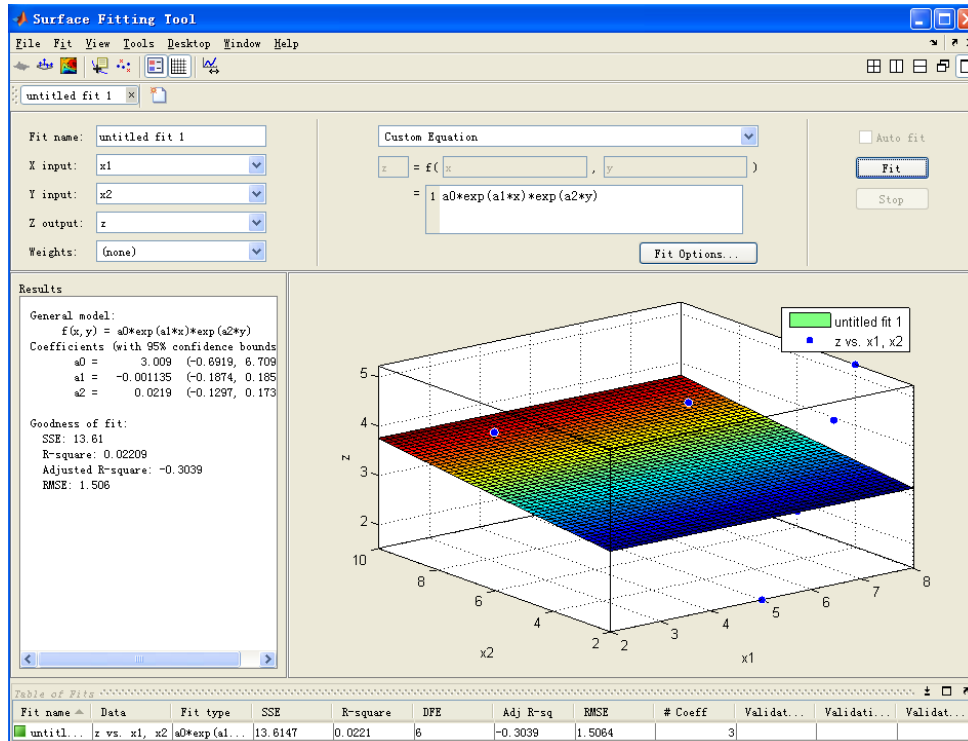 Surface Fitting Tool
File Fit View Tools Desktop Window Help
untitled fit 1
Fit name: untitled fit 1
X input: x1
Y input: x2
Z output: z
Weights: (none)
Custom Equation
z = f( x , y )
= 1 a0*exp(a1*x)*exp(a2*y)
Fit Options...
Auto fit
Fit
Stop
Results
General model:
f(x,y) = a0*exp(a1*x)*exp(a2*y)
Coefficients (with 95% confidence bounds
a0 = 3.009 (-0.6919, 6.709
a1 = -0.001135 (-0.1874, 0.185
a2 = 0.0219 (-0.1297, 0.173
Goodness of fit:
SSE: 13.61
R-square: 0.02209
Adjusted R-square: -0.3039
RMSE: 1.506
untitled fit 1
z vs. x1, x2
5
4
3
2
z
10
8
6
4
2
x2
2
3
4
5
6
7
8
x1
Table of Fits
Fit name Data Fit type SSE R-square DFE Adj R-sq RMSE # Coeff Validat... Validati... Validat...
untitl... z vs. x1, x2 a0*exp(a1... 13.6147 0.0221 6 -0.3039 1.5064 3